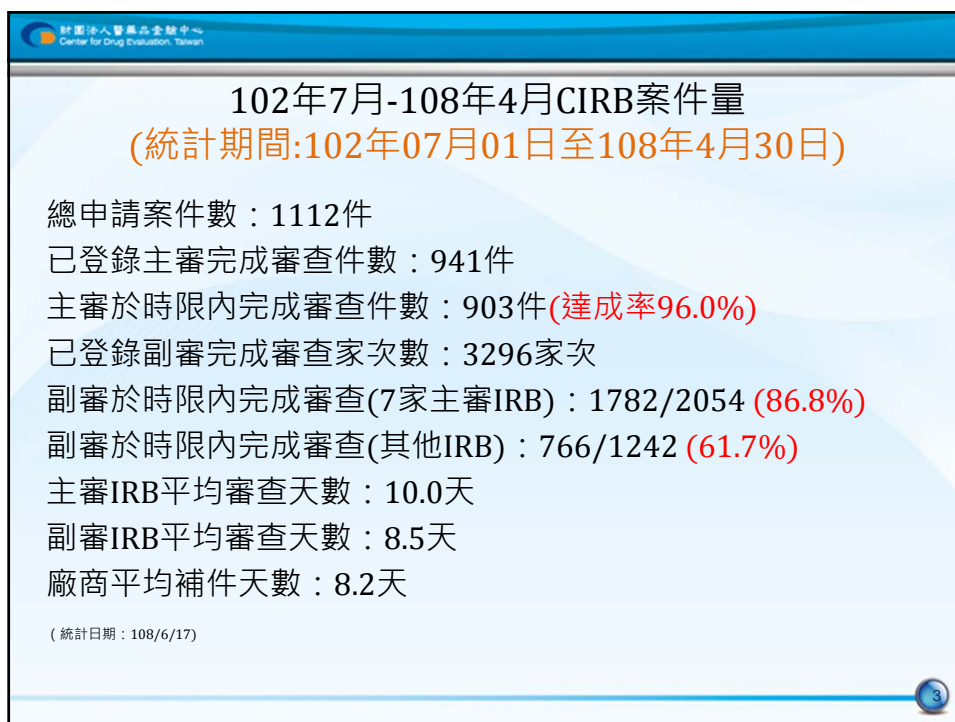 財團法人醫藥品查驗中心
Center for Drug Evaluation, Taiwan
102年7月-108年4月CIRB案件量
(統計期間:102年07月01日至108年4月30日)
總申請案件數：1112件
已登錄主審完成審查件數：941件
主審於時限內完成審查件數：903件(達成率96.0%)
已登錄副審完成審查家次數：3296家次
副審於時限內完成審查(7家主審IRB)：1782/2054 (86.8%)
副審於時限內完成審查(其他IRB)：766/1242 (61.7%)
主審IRB平均審查天數：10.0天
副審IRB平均審查天數：8.5天
廠商平均補件天數：8.2天
（統計日期：108/6/17)
3